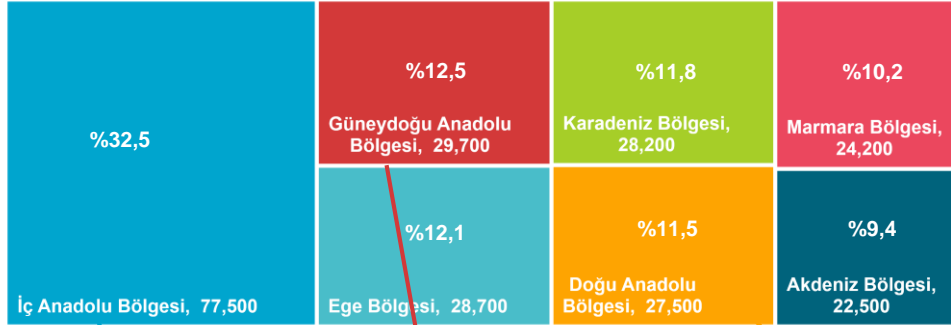 %32,5
İç Anadolu Bölgesi, 77,500
%12,5
Güneydoğu Anadolu
Bölgesi, 29,700
%12,1
Ege Bölgesi, 28,700
%11,8
Karadeniz Bölgesi,
28,200
%11,5
Doğu Anadolu
Bölgesi, 27,500
%10,2
Marmara Bölgesi,
24,200
%9,4
Akdeniz Bölgesi,
22,500